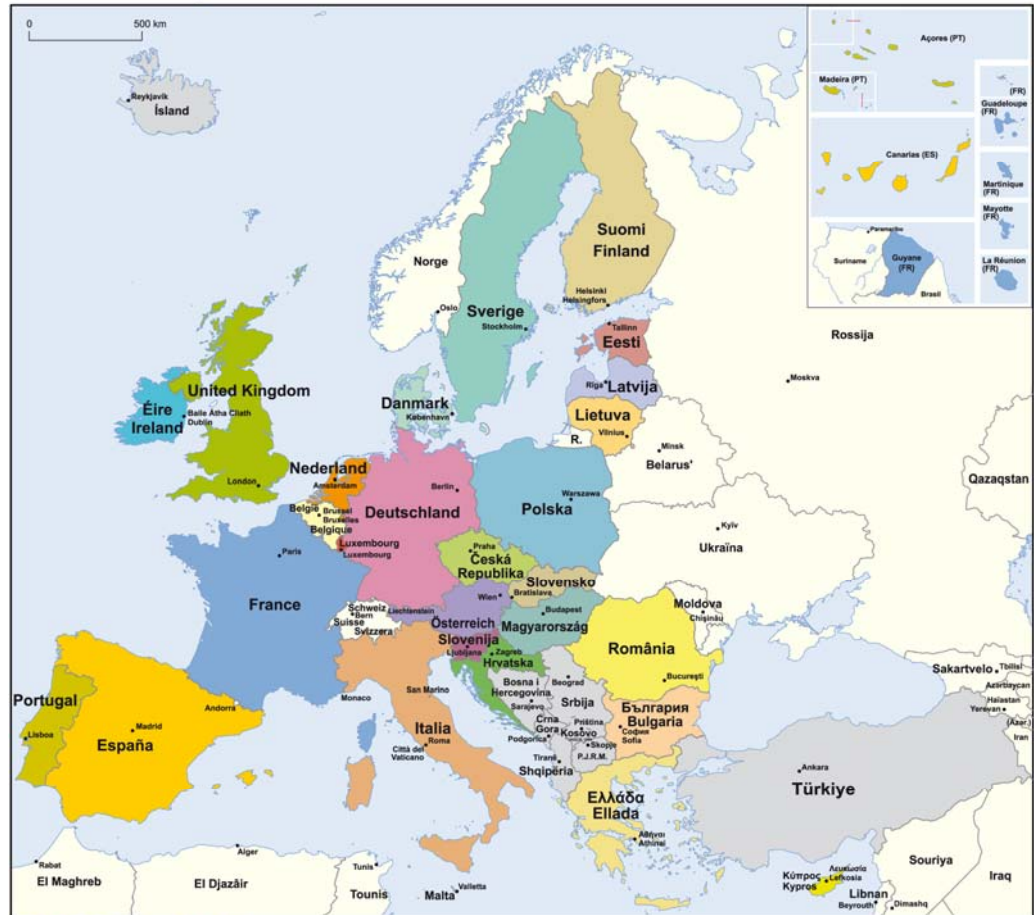 0 500 km
Reykjavík
Ísland
Açores (PT)
Madeira (PT)
(FR)
Guadeloupe
(FR)
Canarias (ES)
Martinique
(FR)
Mayotte
(FR)
Paramaribo
Suriname
Guyane
(FR)
Brasil
La Réunion
(FR)
Suomi
Finland
Norge
Helsinki
Helsingfors
Oslo
Sverige
Stockholm
Tallinn
Eesti
Rossija
Moskva
Rīga
Latvija
United Kingdom
Éire
Ireland
Baile Átha Cliath
Dublin
Danmark
København
Lietuva
Vilnius
R.
Minsk
Belarus'
Qazaqstan
London
Nederland
Amsterdam
Berlin
Deutschland
Warszawa
Polska
België
Brussel
Bruxelles
Belgique
Luxembourg
Luxembourg
Kyïv
Ukraïna
Paris
France
Praha
Česká
Republika
Slovensko
Bratislava
Wien
Österreich
Budapest
Magyarország
Schweiz
Bern
Suisse
Svizzera
Liechtenstein
Slovenija
Ljubljana
Zagreb
Hrvatska
Moldova
Chişinău
România
Bucureşti
Portugal
Lisboa
Madrid
España
Andorra
Monaco
San Marino
Italia
Roma
Città del
Vaticano
Bosna i
Hercegovina
Sarajevo
Beograd
Srbija
Crna
Gora
Podgorica
Priština
Kosovo
Skopje
Tiranë
Shqipëria
България
Bulgaria
София
Sofia
Ελλάδα
Ellada
Αθήναι
Athinai
Ankara
Türkiye
Sakartvelo
Tbilisi
Azərbaycan
Haïastan
Yerevan
(Azer.)
Iran
Iraq
Souriya
Κύπρος
Kypros
Λευκωσία
Lefkosia
Libnan
Beyrouth
Dimashq
Rabat
El Maghreb
Alger
El Djazâir
Tunis
Tounis
Malta
Valletta